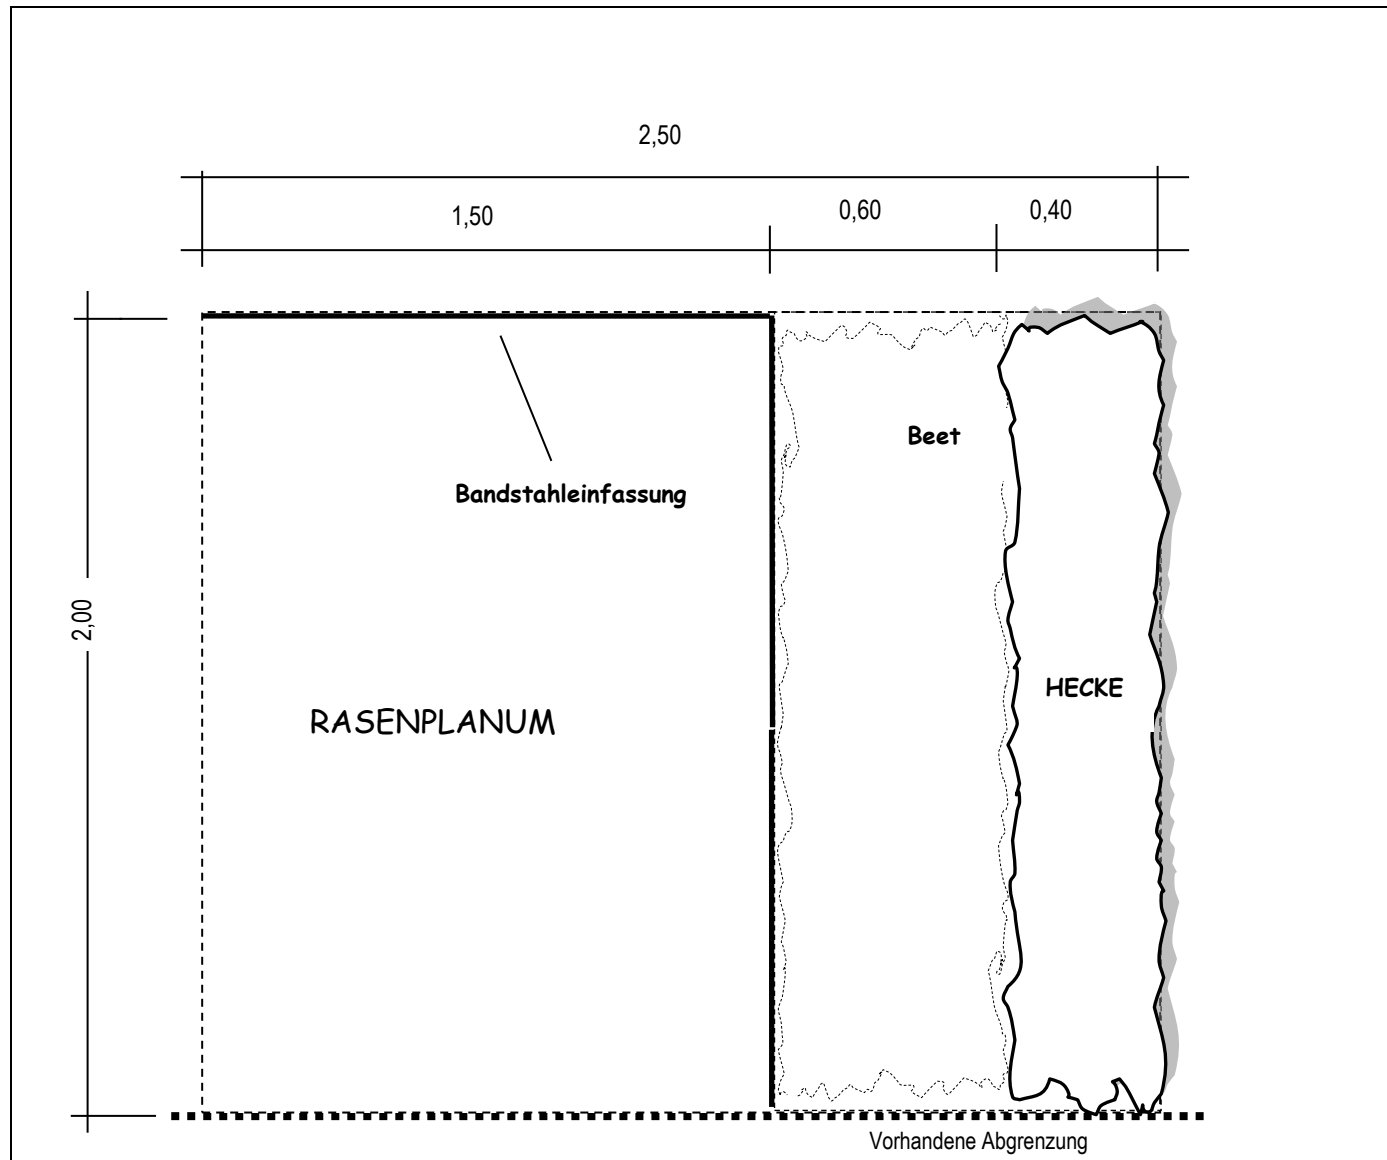 2,50
1,50
0,60
0,40
Beet
Bandstahleinfassung
2,00
HECKE
RASENPLANUM
Vorhandene Abgrenzung